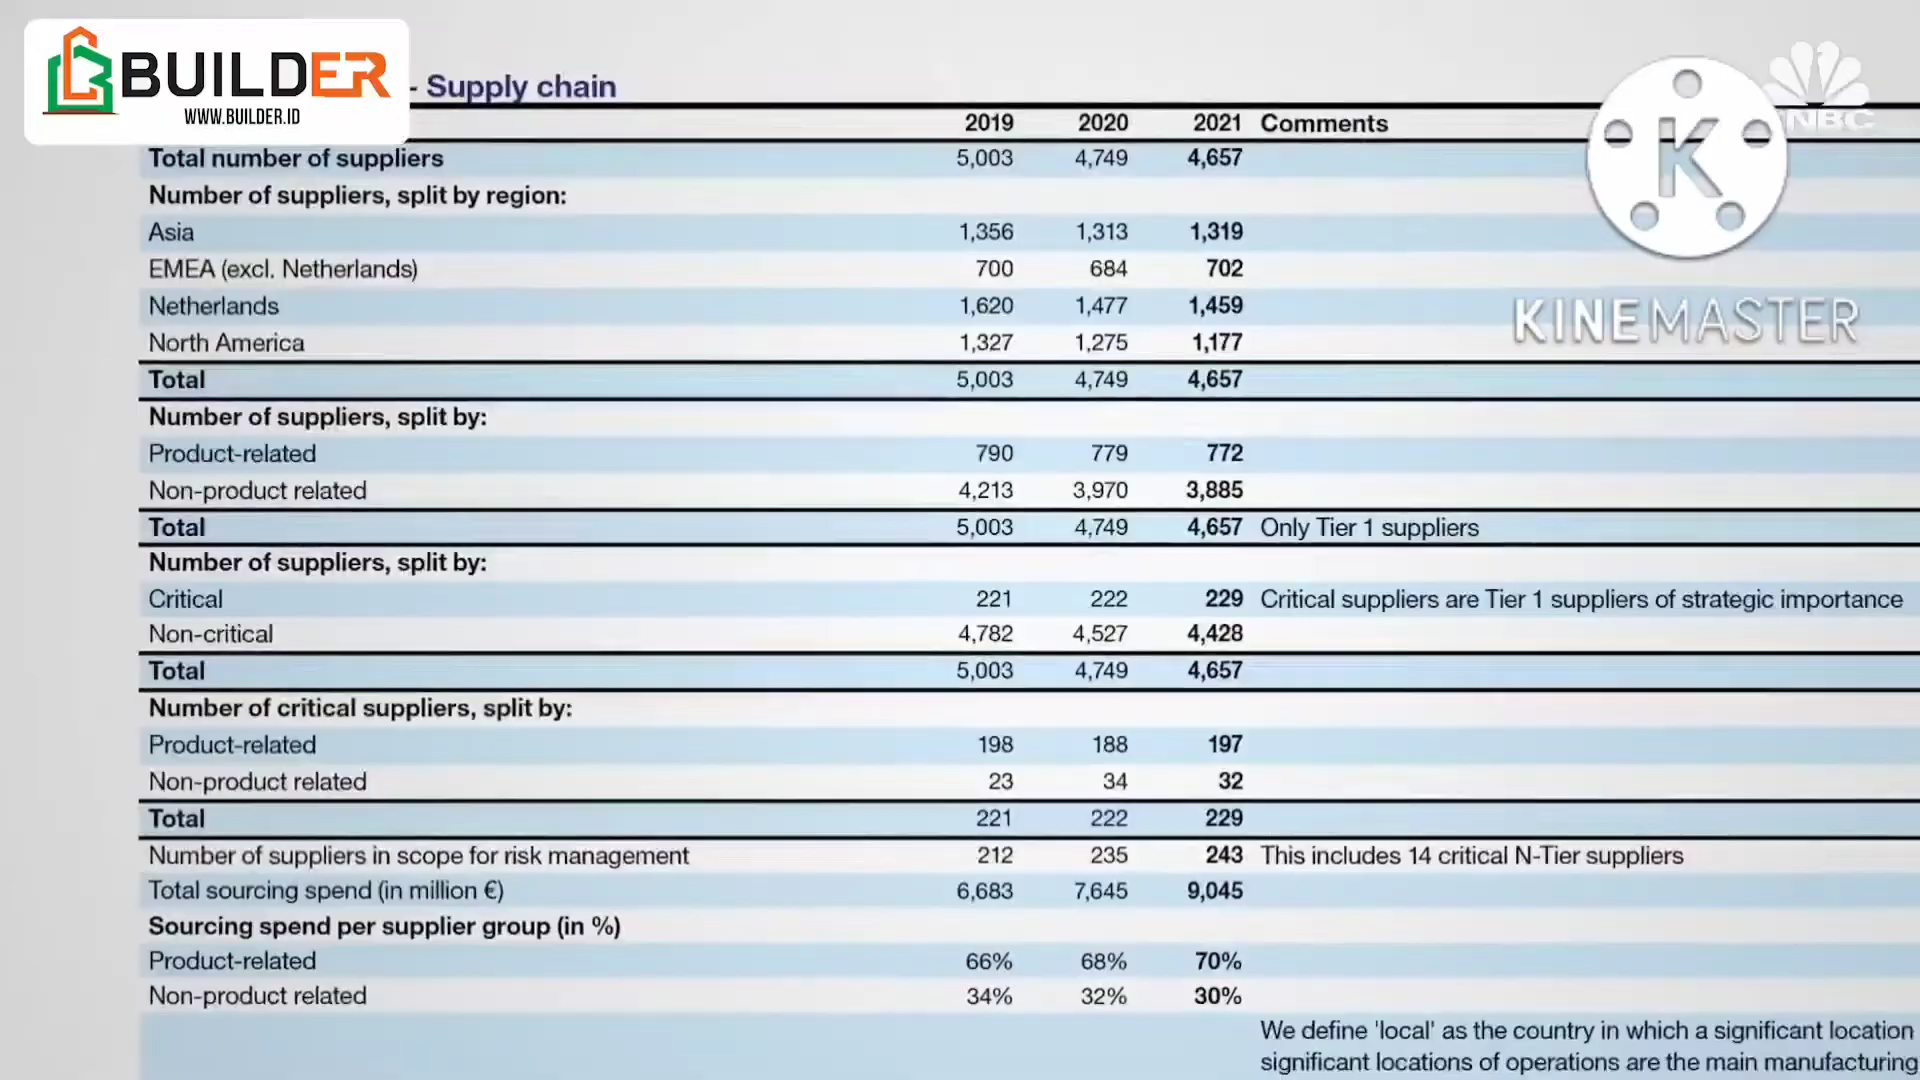 BUILDER
WWW.BUILDER.ID
- Supply chain
2019 2020 2021 Comments
Total number of suppliers 5,003 4,749 4,657
Number of suppliers, split by region:
Asia 1,356 1,313 1,319
EMEA (excl. Netherlands) 700 684 702
Netherlands 1,620 1,477 1,459
North America 1,327 1,275 1,177
Total 5,003 4,749 4,657
Number of suppliers, split by:
Product-related 790 779 772
Non-product related 4,213 3,970 3,885
Total 5,003 4,749 4,657 Only Tier 1 suppliers
Number of suppliers, split by:
Critical 221 222 229 Critical suppliers are Tier 1 suppliers of strategic importance
Non-critical 4,782 4,527 4,428
Total 5,003 4,749 4,657
Number of critical suppliers, split by:
Product-related 198 188 197
Non-product related 23 34 32
Total 221 222 229
Number of suppliers in scope for risk management 212 235 243 This includes 14 critical N-Tier suppliers
Total sourcing spend (in million €) 6,683 7,645 9,045
Sourcing spend per supplier group (in %)
Product-related 66% 68% 70%
Non-product related 34% 32% 30%
We define 'local' as the country in which a significant location
significant locations of operations are the main manufacturing
K
KINEMASTER
NBC